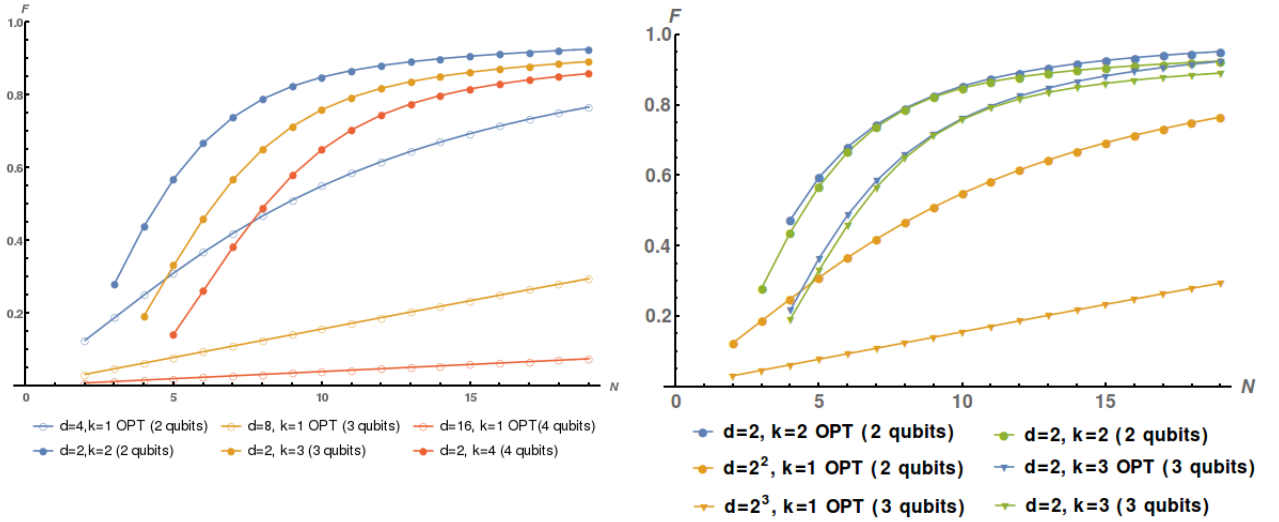 F
1.0
0.8
0.6
0.4
0.2
0
5
10
15
N
d=4,k=1 OPT (2 qubits) d=8, k=1 OPT (3 qubits) d=16, k=1 OPT(4 qubits)
d=2,k=2 (2 qubits) d=2, k=3 (3 qubits) d=2, k=4 (4 qubits)
F
1.0
0.8
0.6
0.4
0.2
0
5
10
15
N
d=2, k=2 OPT (2 qubits) d=2, k=2 (2 qubits)
d=2², k=1 OPT (2 qubits) d=2, k=3 OPT (3 qubits)
d=2³, k=1 OPT (3 qubits) d=2, k=3 (3 qubits)